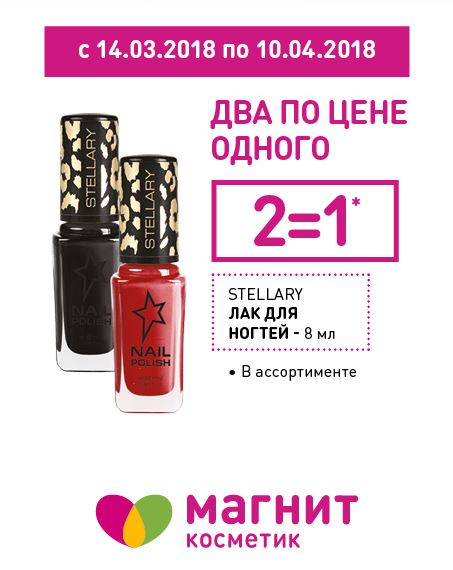 с 14.03.2018 по 10.04.2018
ДВА ПО ЦЕНЕ
ОДНОГО
2=1*
STELLARY
ЛАК ДЛЯ
НОГТЕЙ - 8 мл
• В ассортименте
STELLARY
NAIL
POLISH
STELLARY
NAIL
POLISH
магнит
косметик